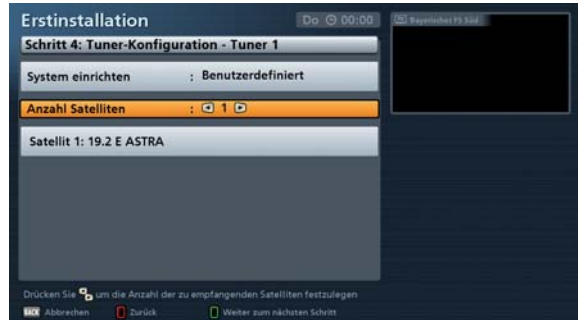 Erstinstallation
Do 00:00
Bayerisches FS Süd
Schritt 4: Tuner-Konfiguration - Tuner 1
System einrichten : Benutzerdefiniert
Anzahl Satelliten : 1
Satellit 1: 19.2 E ASTRA
Drücken Sie um die Anzahl der zu empfangenden Satelliten festzulegen
BACK Abbrechen Zurück Weiter zum nächsten Schritt